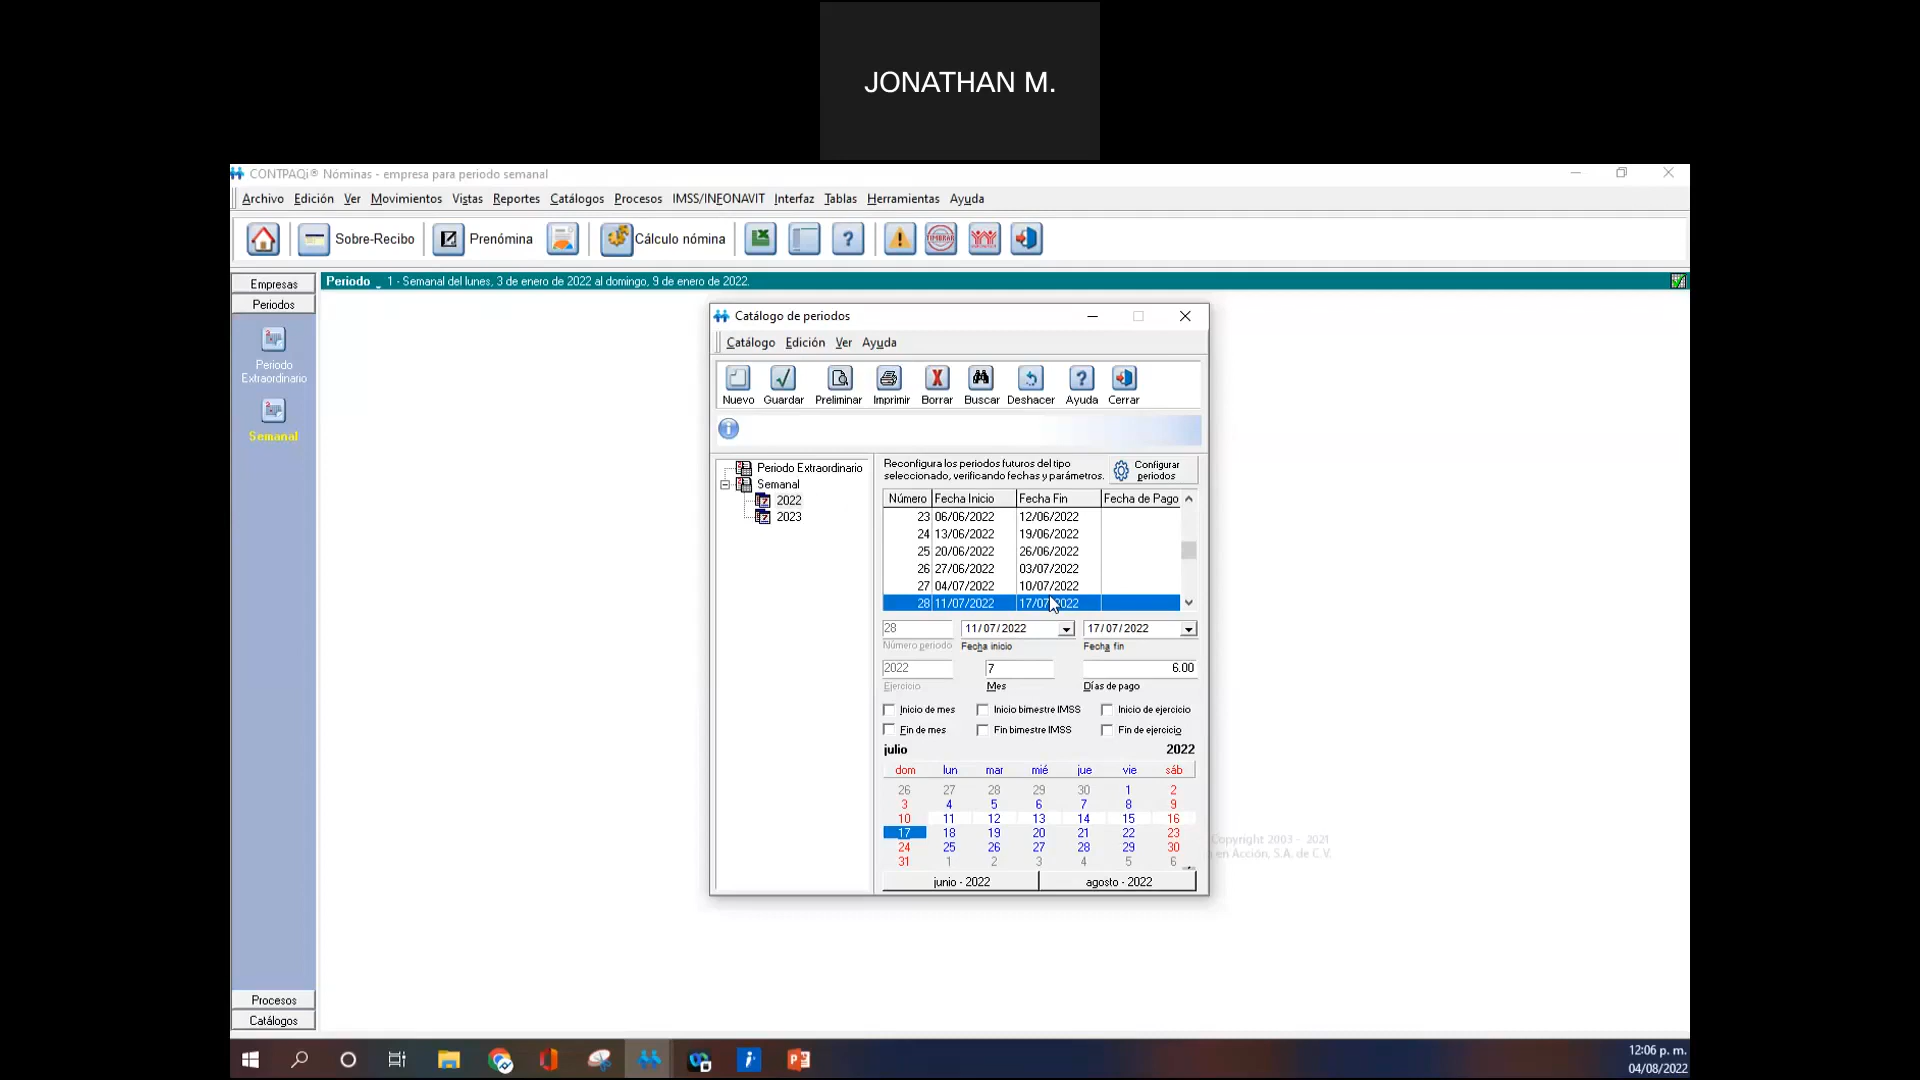 JONATHAN M.
CONTPAQi® Nóminas - empresa para periodo semanal
Archivo Edición Ver Movimientos Vistas Reportes Catálogos Procesos IMSS/INFONAVIT Interfaz Tablas Herramientas Ayuda
Sobre-Recibo Prenómina Cálculo nómina
Empresas
Periodo 1 - Semanal del lunes, 3 de enero de 2022 al domingo, 9 de enero de 2022.
Periodos
Periodo
Extraordinario
Semanal
Catálogo de periodos
Catálogo Edición Ver Ayuda
Nuevo Guardar Preliminar Imprimir Borrar Buscar Deshacer Ayuda Cerrar
Periodo Extraordinario
Semanal
2022
2023
Reconfigura los periodos futuros del tipo
seleccionado, verificando fechas y parámetros.
Configurar
periodos
Número Fecha Inicio Fecha Fin Fecha de Pago
23 06/06/2022 12/06/2022
24 13/06/2022 19/06/2022
25 20/06/2022 26/06/2022
26 27/06/2022 03/07/2022
27 04/07/2022 10/07/2022
28 11/07/2022 17/07/2022
28 11/07/2022 17/07/2022
Número periodo Fecha inicio Fecha fin
2022 7 6.00
Ejercicio Mes Días de pago
Inicio de mes Inicio bimestre IMSS Inicio de ejercicio
Fin de mes Fin bimestre IMSS Fin de ejercicio
julio 2022
dom lun mar mié jue vie sáb
26 27 28 29 30 1 2
3 4 5 6 7 8 9
10 11 12 13 14 15 16
17 18 19 20 21 22 23
24 25 26 27 28 29 30
31 1 2 3 4 5 6
junio - 2022 agosto - 2022
Copyright 2003 - 2021
en Acción, S.A. de C.V.
Procesos
Catálogos
12:06 p. m.
04/08/2022